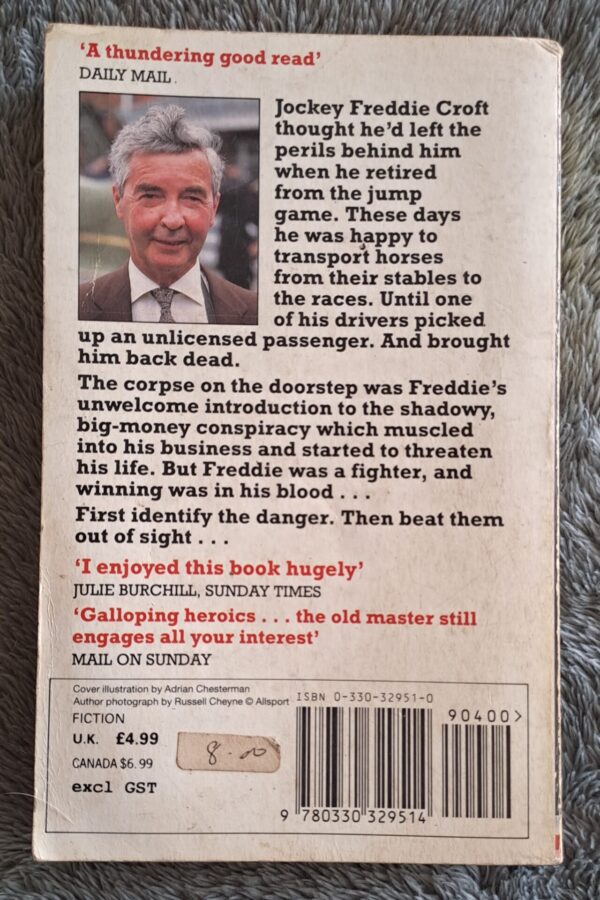 ‘A thundering good read’
DAILY MAIL.
Jockey Freddie Croft
thought he’d left the
perils behind him
when he retired
from the jump
game. These days
he was happy to
transport horses
from their stables to
the races. Until one
of his drivers picked
up an unlicensed passenger. And brought
him back dead.
The corpse on the doorstep was Freddie’s
unwelcome introduction to the shadowy,
big-money conspiracy which muscled
into his business and started to threaten
his life. But Freddie was a fighter, and
winning was in his blood . . .
First identify the danger. Then beat them
out of sight . . .
‘I enjoyed this book hugely’
JULIE BURCHILL, SUNDAY TIMES
‘Galloping heroics . . . the old master still
engages all your interest’
MAIL ON SUNDAY
Cover illustration by Adrian Chesterman
Author photograph by Russell Cheyne © Allsport
FICTION
U.K. £4.99
CANADA $6.99
excl GST
8-00
ISBN 0-330-32951-0
90400>
9 780330 329514